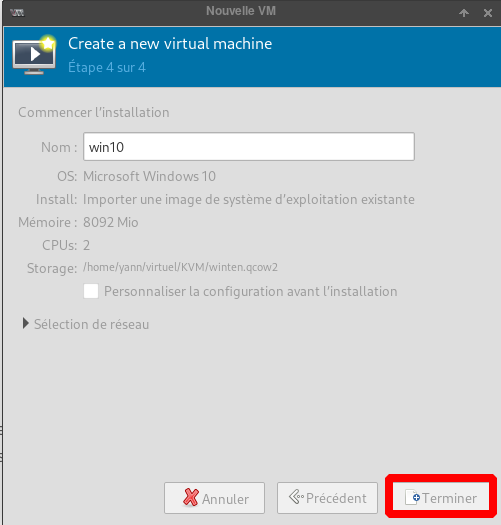 Nouvelle VM
Create a new virtual machine
Étape 4 sur 4
Commencer l'installation
Nom : win10
OS: Microsoft Windows 10
Install: Importer une image de système d'exploitation existante
Mémoire : 8092 Mio
CPUs: 2
Storage: /home/yann/virtuel/KVM/winten.qcow2
Personnaliser la configuration avant l'installation
Sélection de réseau
Annuler Précédent Terminer